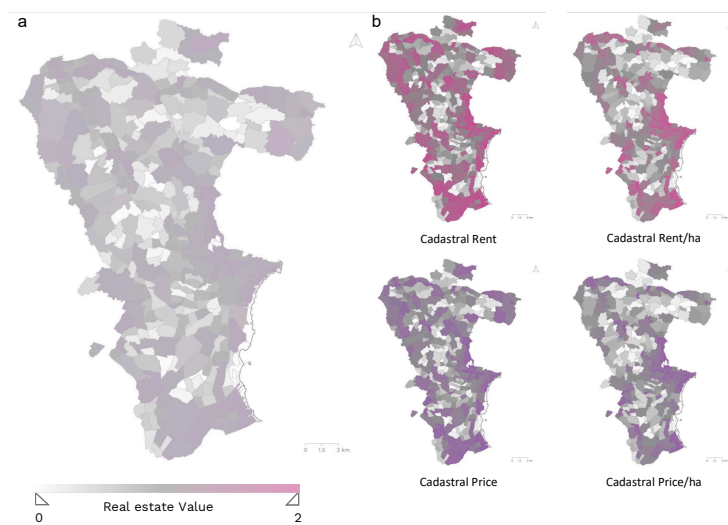 a
b
Cadastral Rent
Cadastral Rent/ha
0 1.5 3 km
Cadastral Price
Cadastral Price/ha
Real estate Value
0
2